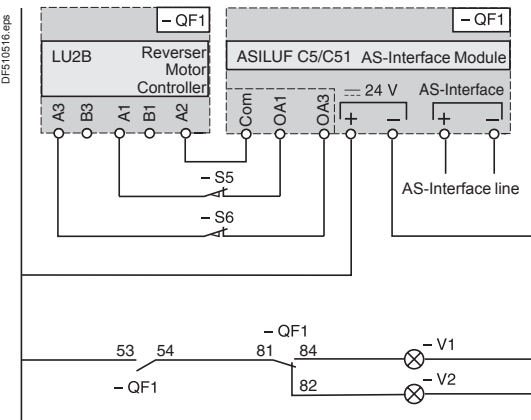 DF510516.eps
– QF1
– QF1
LU2B
Reverser
Motor
Controller
ASILUF C5/C51 AS-Interface Module
A3
B3
A1
B1
A2
Com
OA1
OA3
24 V
AS-Interface
+
–
+
–
– S5
AS-Interface line
– S6
– QF1
53
54
81
84
– V1
– QF1
82
– V2